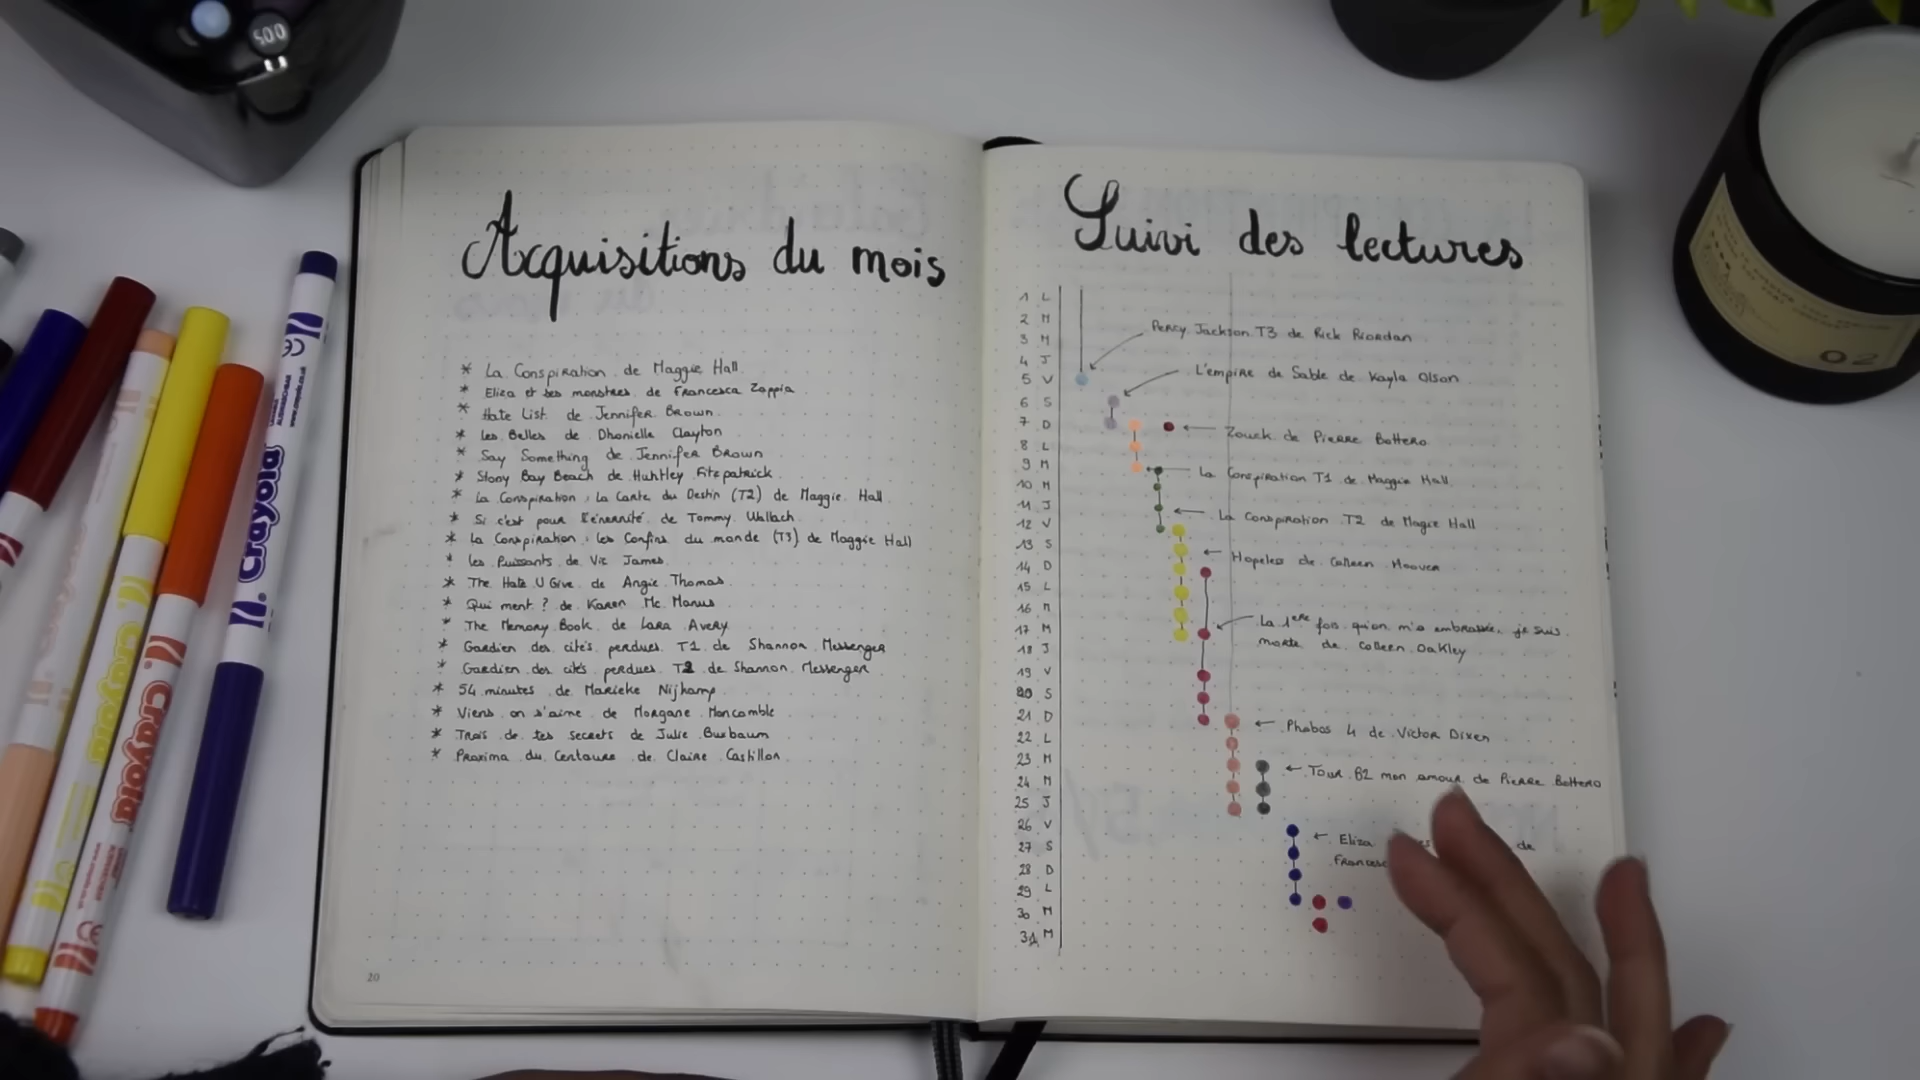 500
Acquisitions du mois
* La Conspiration de Maggie Hall
* Eliza et ses monstres de Francesca Zappia
* Hate List de Jennifer Brown
* Les Belles de Dhonielle Clayton
* Say Something de Jennifer Brown
* Stony Bay Beach de Huntley Fitzpatrick
* La Conspiration : La Carte du Destin (T2) de Maggie Hall
* Si c'est pour l'éternité de Tommy Wallach
* La Conspiration : Les Confins du monde (T3) de Maggie Hall
* Les Puissants de Vic James
* The Hate U Give de Angie Thomas
* Qui ment ? de Karen Mc Manus
* The Memory Book de Lara Avery
* Gardien des cités perdues T1 de Shannon Messenger
* Gardien des cités perdues T2 de Shannon Messenger
* 54 minutes de Marieke Nijkamp
* Viens on s'aime de Morgane Moncomble
* Trois de tes secrets de Julie Buxbaum
* Proxima du Centaure de Claire Castillon
20
Suivi des lectures
1 L
2 M
3 M
4 J
5 V
6 S
7 D
8 L
9 M
10 M
11 J
12 V
13 S
14 D
15 L
16 M
17 M
18 J
19 V
20 S
21 D
22 L
23 M
24 M
25 J
26 V
27 S
28 D
29 L
30 M
31 M
Percy Jackson T3 de Rick Riordan
L'empire de Sable de Kayla Olson
Zouck de Pierre Bottero
La Conspiration T1 de Maggie Hall
La Conspiration T2 de Magie Hall
Hopeless de Colleen Hoover
La 1ère fois qu'on m'a embrassée, je suis
morte de Colleen Oakley
Phobos 4 de Victor Dixen
Tour B2 mon amour de Pierre Bottero
Eliza de
Crayola
Crayola
Crayola
02